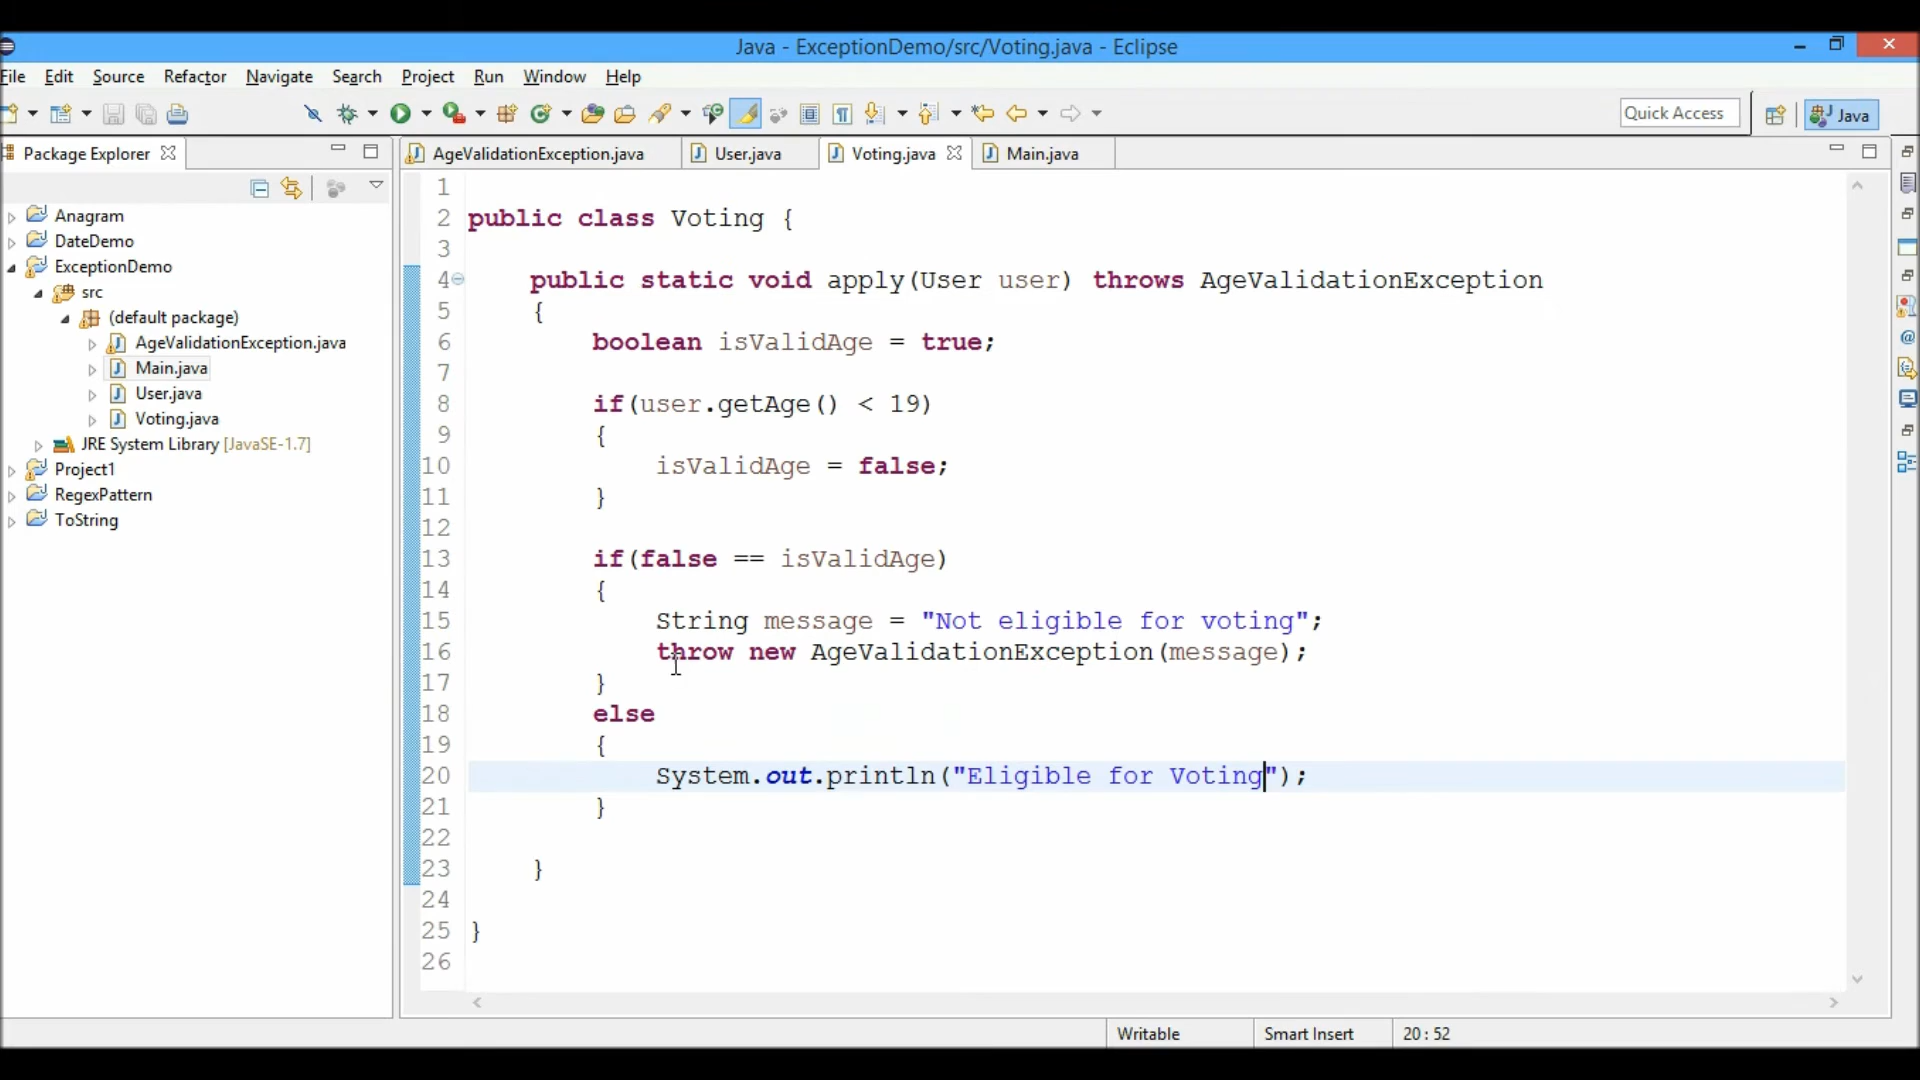 Java - ExceptionDemo/src/Voting.java - Eclipse
File Edit Source Refactor Navigate Search Project Run Window Help
Quick Access
Java
Package Explorer
AgeValidationException.java User.java Voting.java Main.java
Anagram
DateDemo
ExceptionDemo
src
(default package)
AgeValidationException.java
Main.java
User.java
Voting.java
JRE System Library [JavaSE-1.7]
Project1
RegexPattern
ToString
1
2 public class Voting {
3
4 public static void apply(User user) throws AgeValidationException
5 {
6 boolean isValidAge = true;
7
8 if(user.getAge() < 19)
9 {
10 isValidAge = false;
11 }
12
13 if(false == isValidAge)
14 {
15 String message = "Not eligible for voting";
16 throw new AgeValidationException(message);
17 }
18 else
19 {
20 System.out.println("Eligible for Voting");
21 }
22
23 }
24
25 }
26
Writable Smart Insert 20 : 52